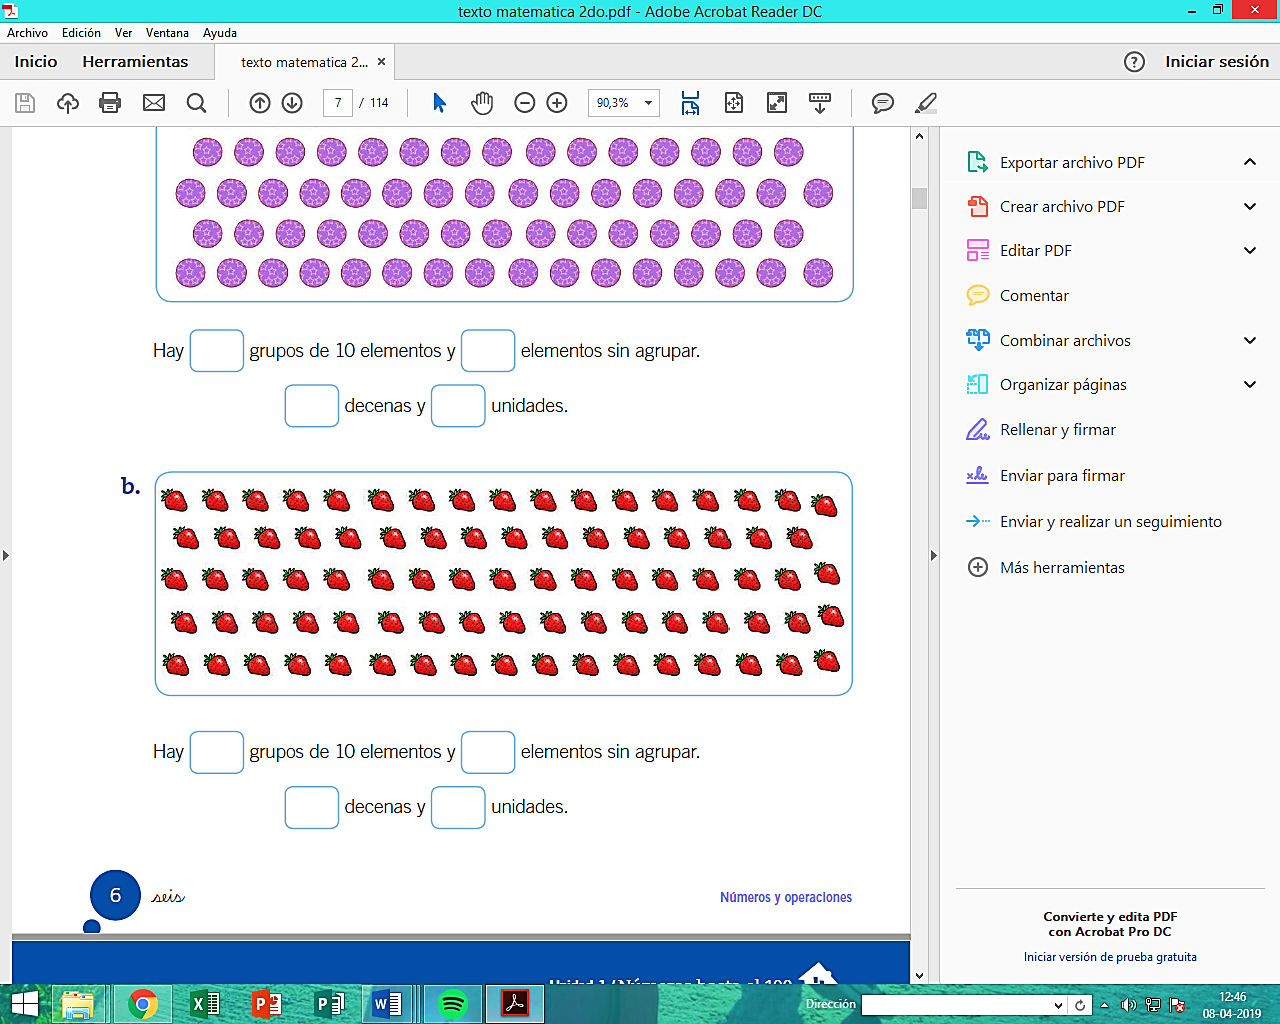 texto matematica 2do.pdf - Adobe Acrobat Reader DC
Archivo Edición Ver Ventana Ayuda
Inicio Herramientas texto matematica 2... × Iniciar sesión
7 / 114 90,3%
Hay grupos de 10 elementos y elementos sin agrupar.
decenas y unidades.
b.
Hay grupos de 10 elementos y elementos sin agrupar.
decenas y unidades.
6 seis
Números y operaciones
Exportar archivo PDF
Crear archivo PDF
Editar PDF
Comentar
Combinar archivos
Organizar páginas
Rellenar y firmar
Enviar para firmar
Enviar y realizar un seguimiento
Más herramientas
Convierte y edita PDF
con Acrobat Pro DC
Iniciar versión de prueba gratuita
Dirección
12:46
08-04-2019